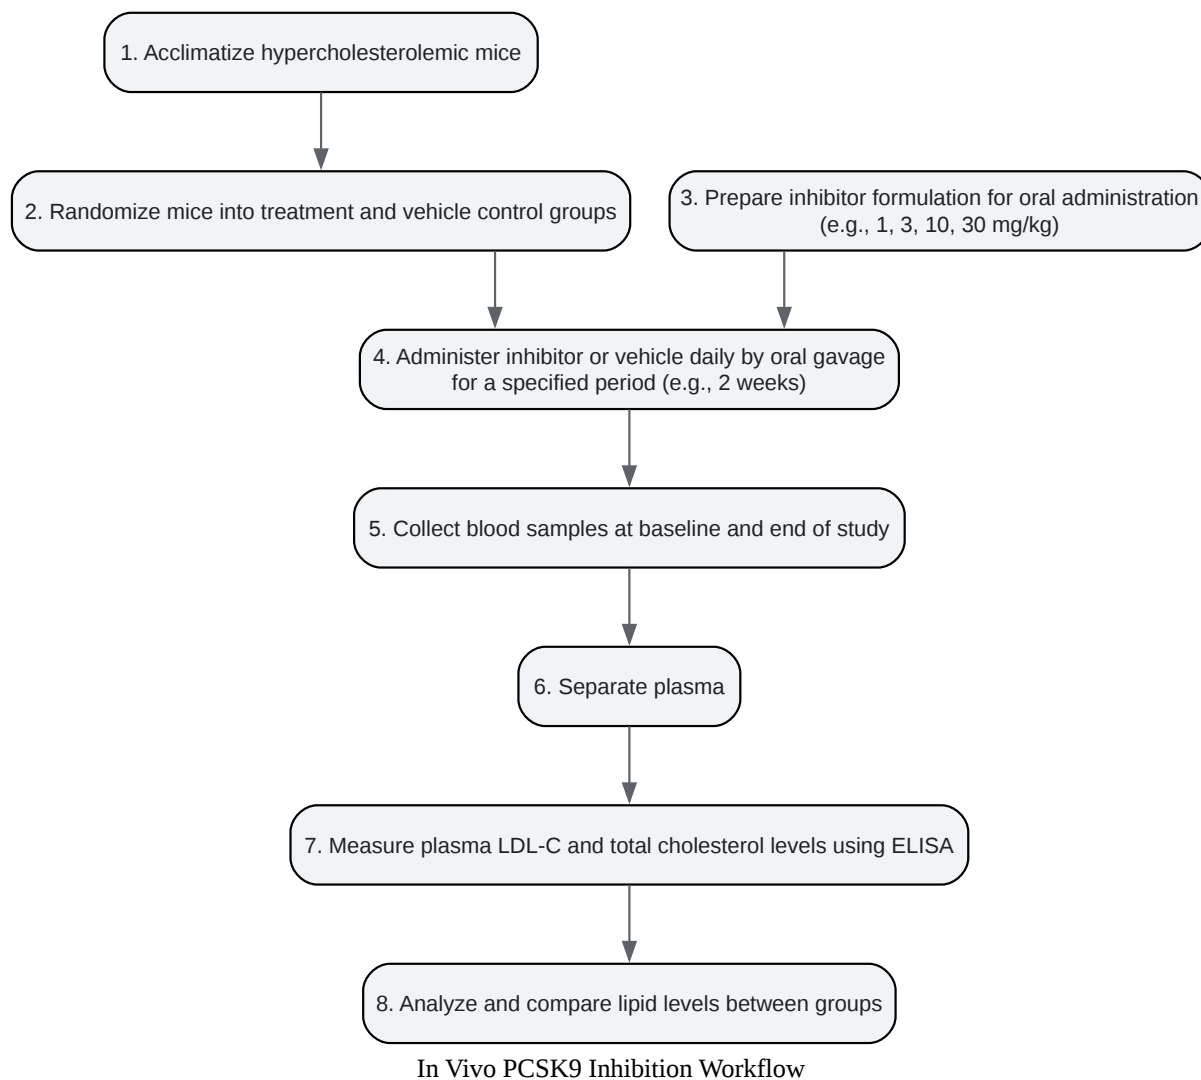 1. Acclimatize hypercholesterolemic mice
2. Randomize mice into treatment and vehicle control groups
3. Prepare inhibitor formulation for oral administration
(e.g., 1, 3, 10, 30 mg/kg)
4. Administer inhibitor or vehicle daily by oral gavage
for a specified period (e.g., 2 weeks)
5. Collect blood samples at baseline and end of study
6. Separate plasma
7. Measure plasma LDL-C and total cholesterol levels using ELISA
8. Analyze and compare lipid levels between groups
In Vivo PCSK9 Inhibition Workflow